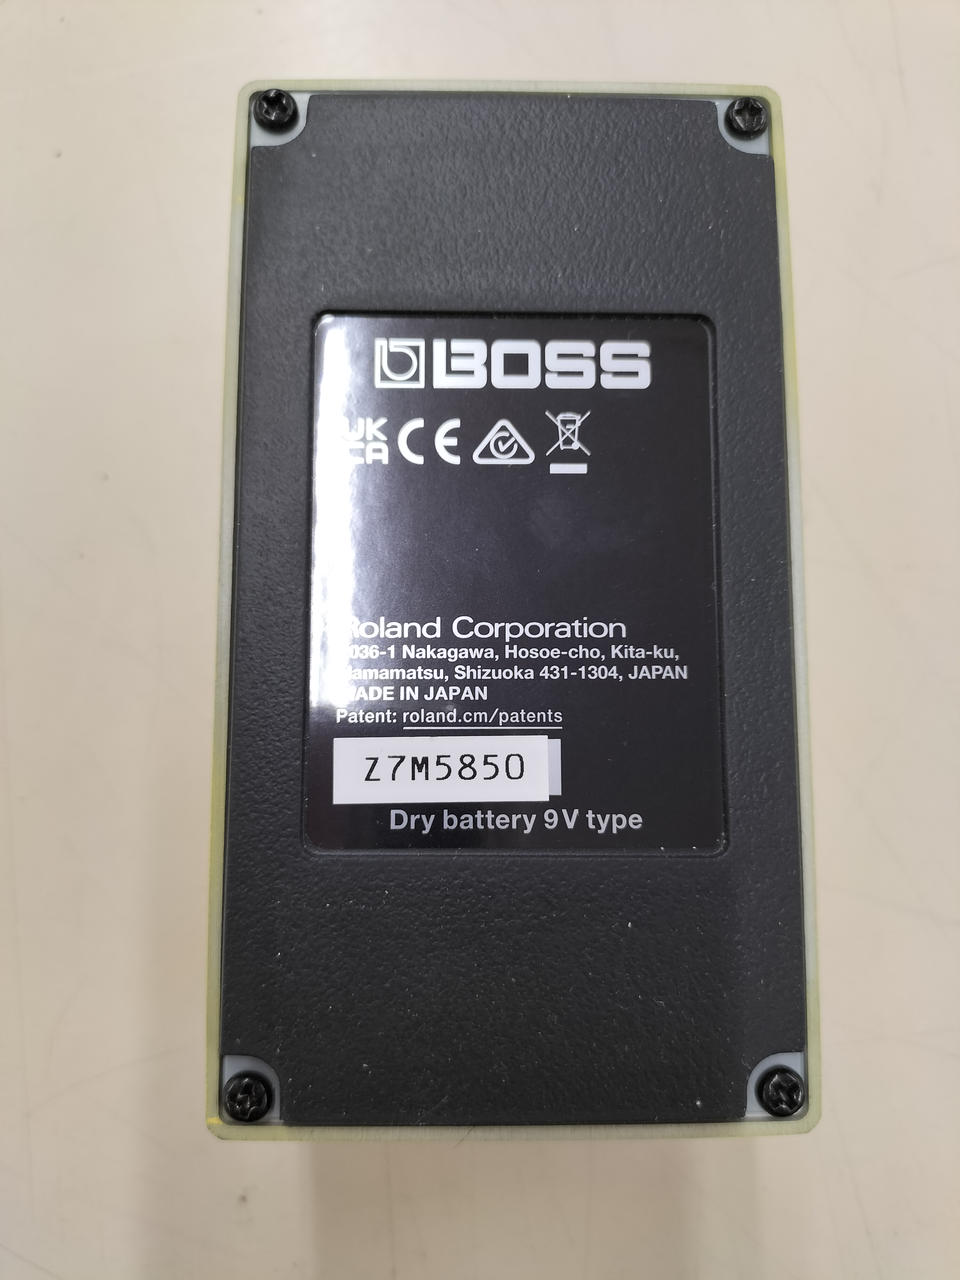 BOSS
UK
CA CE
Roland Corporation
2036-1 Nakagawa, Hosoe-cho, Kita-ku,
Hamamatsu, Shizuoka 431-1304, JAPAN
MADE IN JAPAN
Patent: roland.cm/patents
Z7M5850
Dry battery 9V type